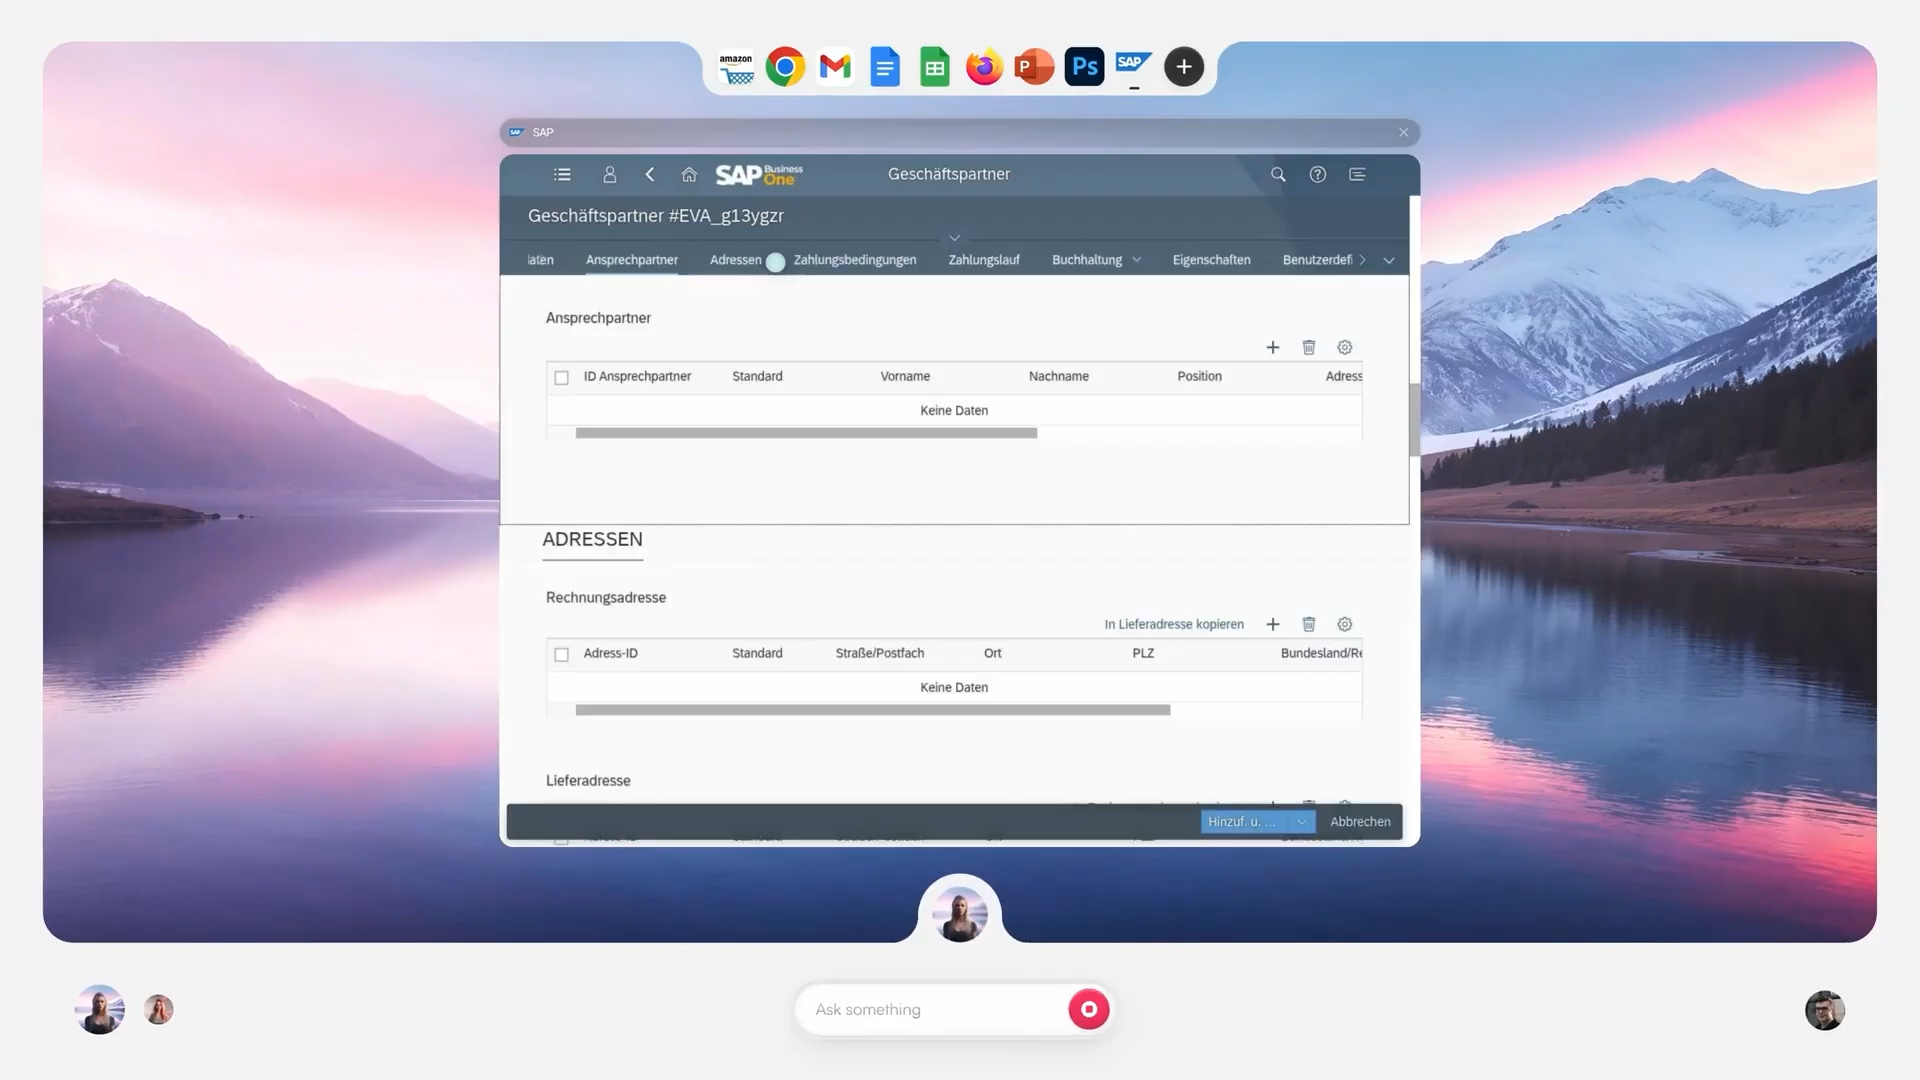 amazon
P
Ps
SAP
SAP SAP
SAP Business One
Geschäftspartner
Geschäftspartner #EVA_g13ygzr
Ansprechpartner Adressen Zahlungsbedingungen Zahlungslauf Buchhaltung Eigenschaften Benutzerdefi
Ansprechpartner
ID Ansprechpartner Standard Vorname Nachname Position Adress
Keine Daten
ADRESSEN
Rechnungsadresse
In Lieferadresse kopieren
Adress-ID Standard Straße/Postfach Ort PLZ Bundesland/Re
Keine Daten
Lieferadresse
Hinzuf. u. ... Abbrechen
Ask something